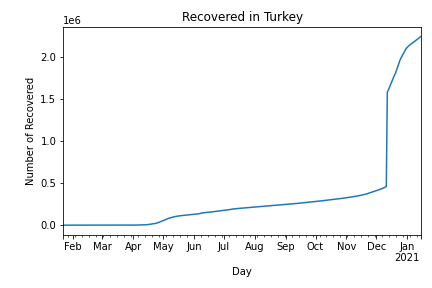 Recovered in Turkey
1e6
2.0
1.5
1.0
0.5
0.0
Number of Recovered
Feb Mar Apr May Jun Jul Aug Sep Oct Nov Dec Jan
2021
Day